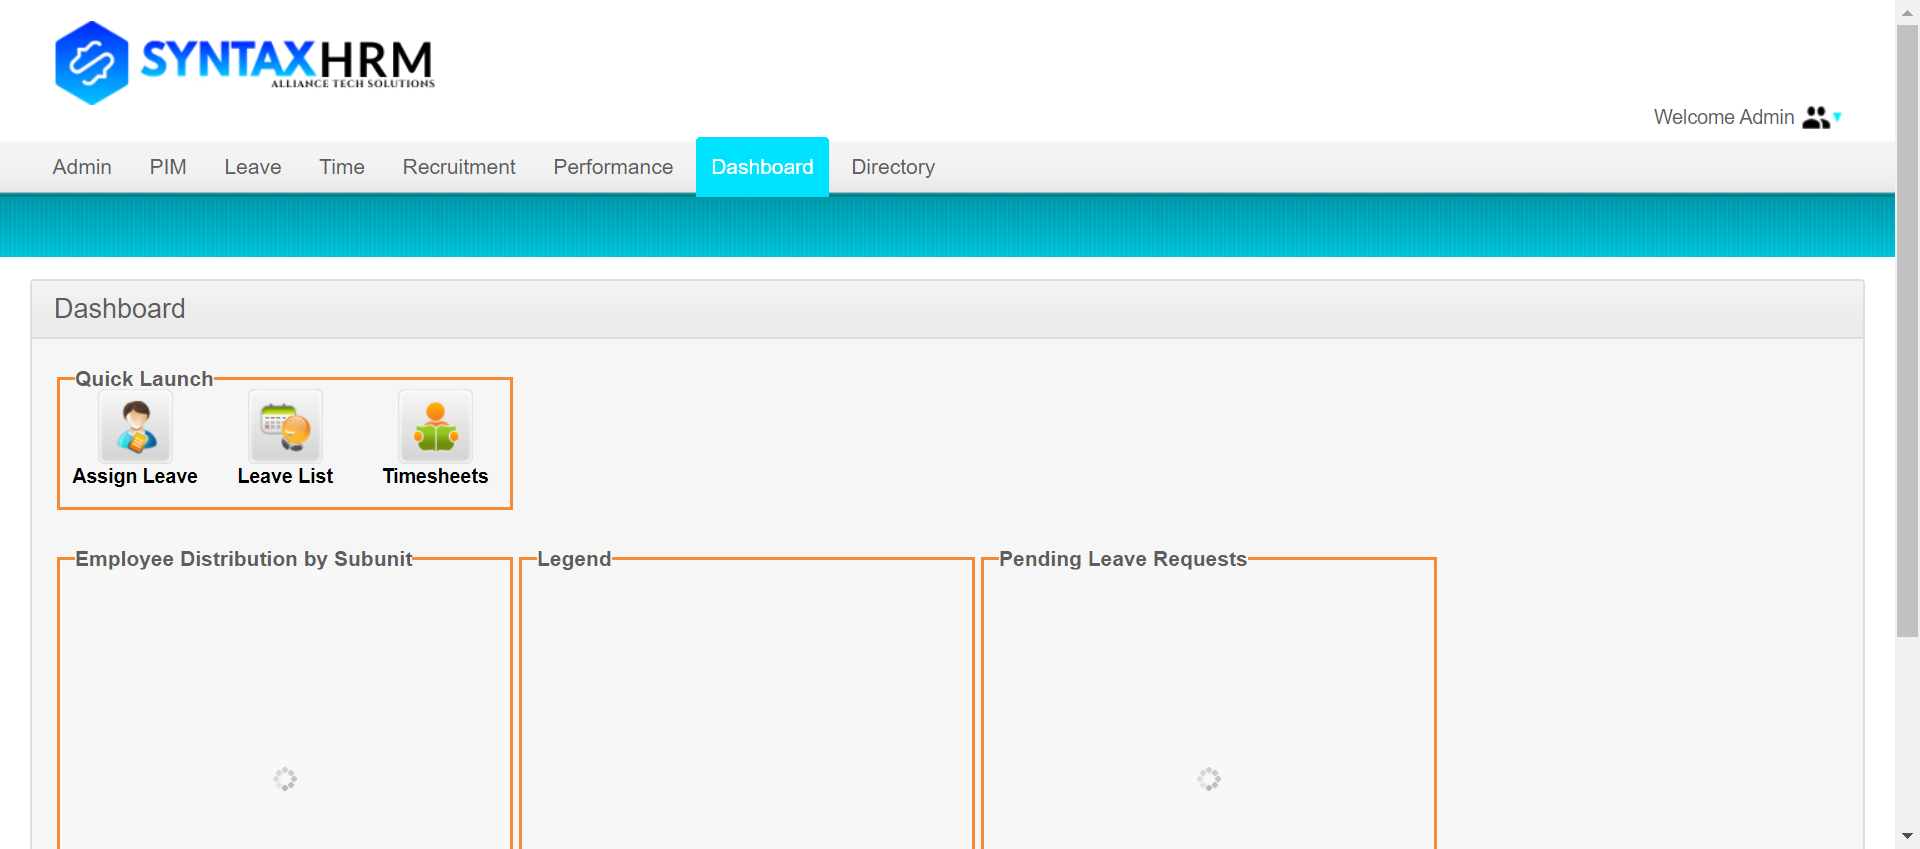 SYNTAXHRM
ALLIANCE TECH SOLUTIONS
Welcome Admin
Admin PIM Leave Time Recruitment Performance Dashboard Directory
Dashboard
Quick Launch
Assign Leave Leave List Timesheets
Employee Distribution by Subunit Legend Pending Leave Requests